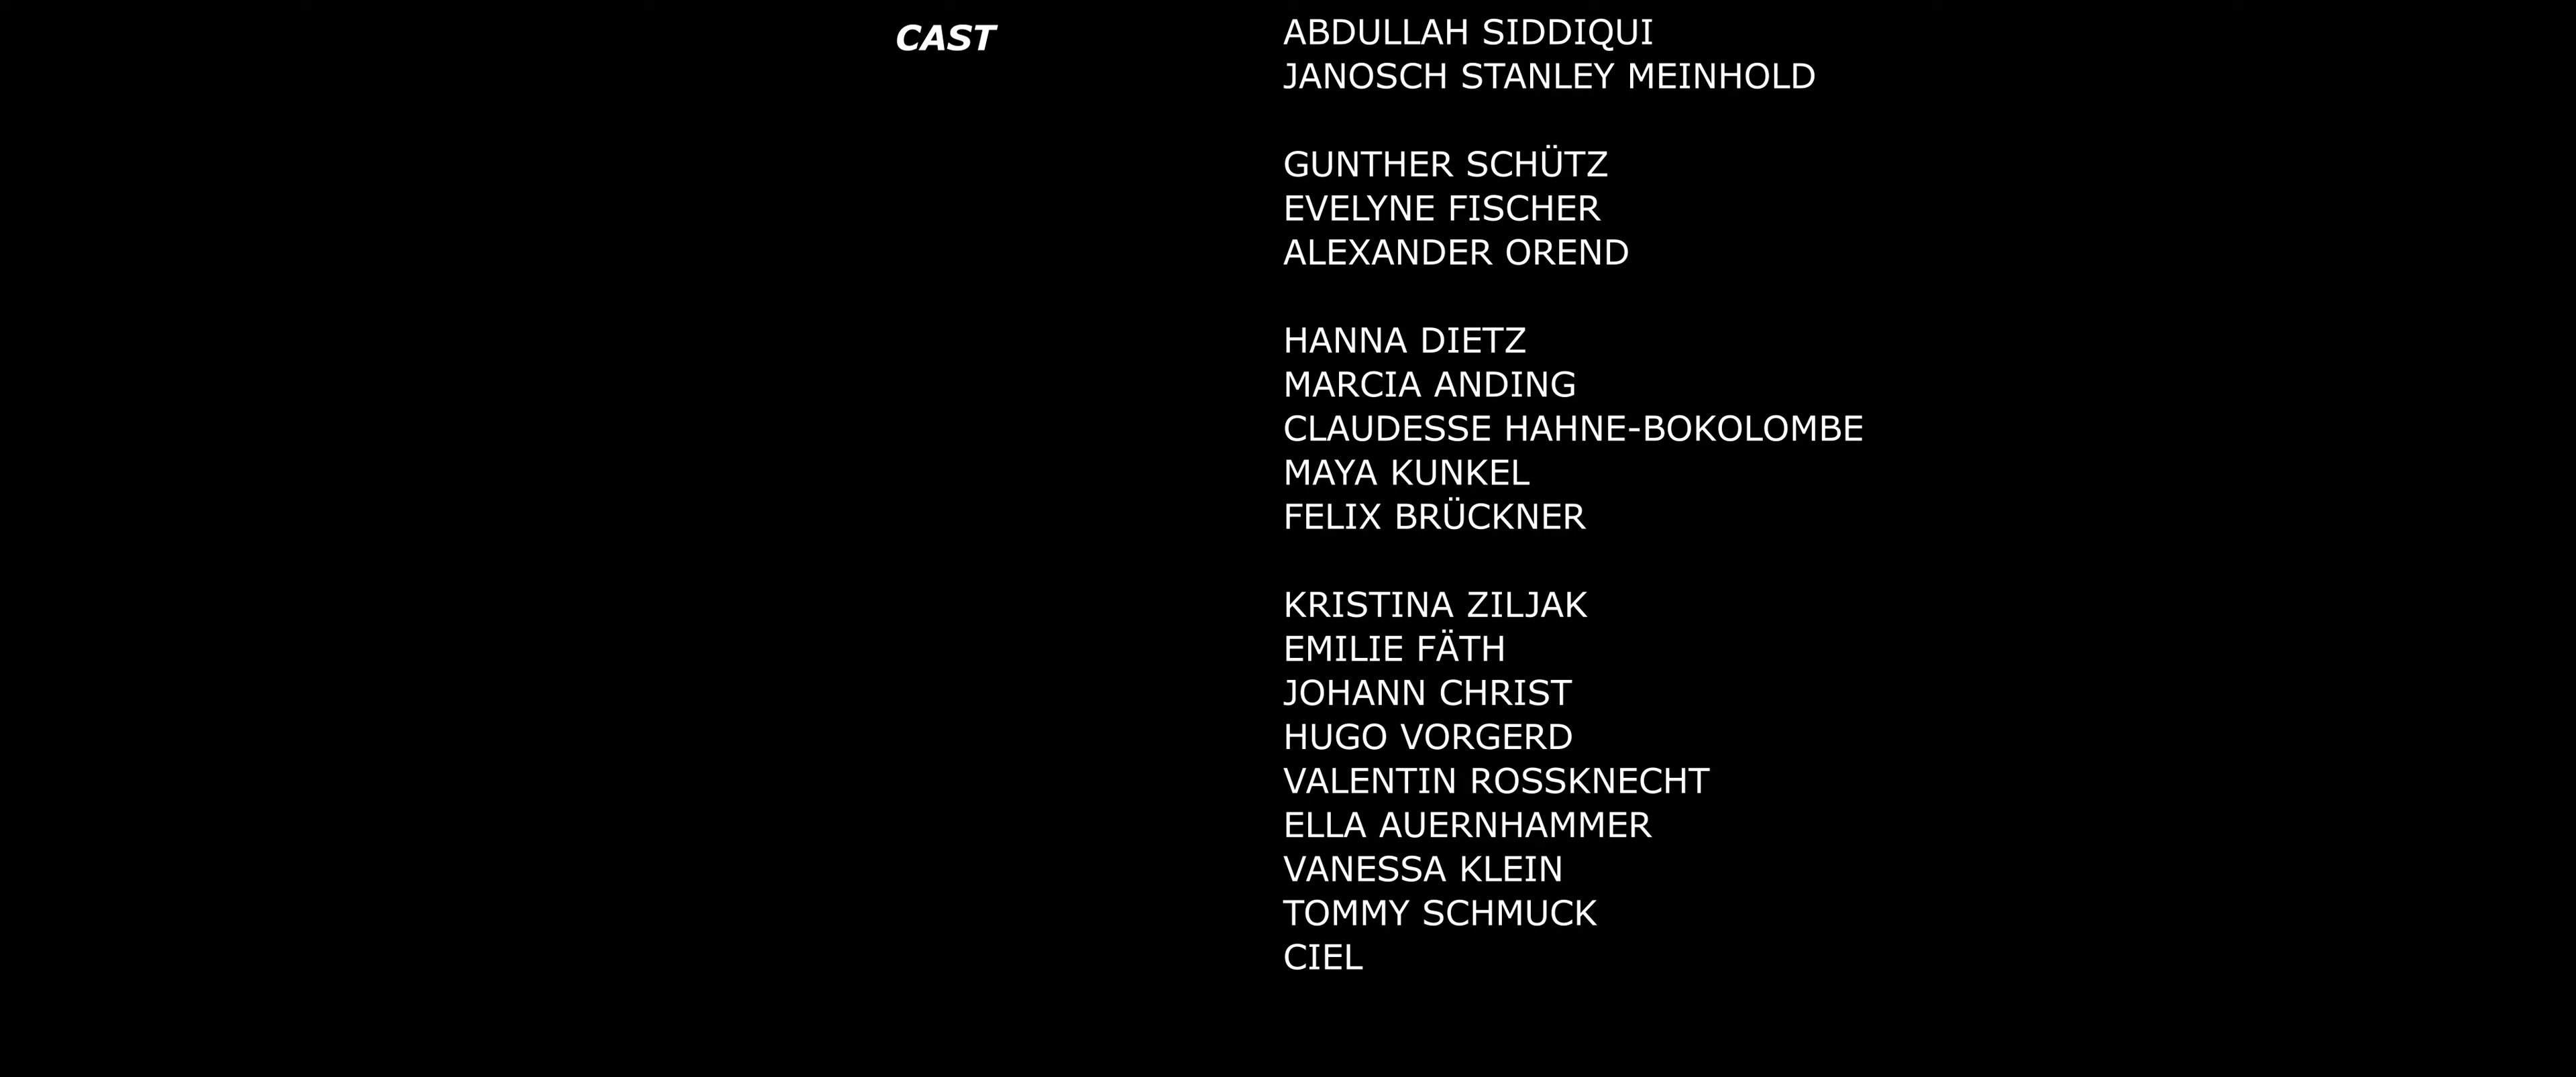 CAST
ABDULLAH SIDDIQUI
JANOSCH STANLEY MEINHOLD
GUNTHER SCHÜTZ
EVELYNE FISCHER
ALEXANDER OREND
HANNA DIETZ
MARCIA ANDING
CLAUDESSE HAHNE-BOKOLOMBE
MAYA KUNKEL
FELIX BRÜCKNER
KRISTINA ZILJAK
EMILIE FÄTH
JOHANN CHRIST
HUGO VORGERD
VALENTIN ROSSKNECHT
ELLA AUERNHAMMER
VANESSA KLEIN
TOMMY SCHMUCK
CIEL